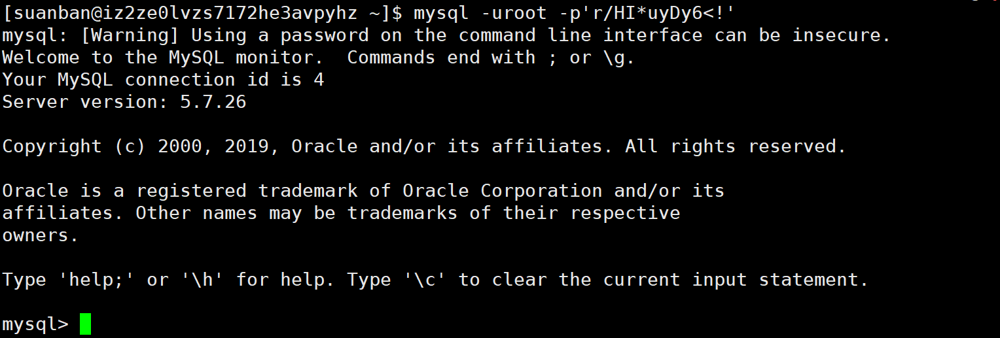 [suanban@iz2ze0lvzs7172he3avpyhz ~]$ mysql -uroot -p'r/HI*uyDy6<!'
mysql: [Warning] Using a password on the command line interface can be insecure.
Welcome to the MySQL monitor.  Commands end with ; or \g.
Your MySQL connection id is 4
Server version: 5.7.26

Copyright (c) 2000, 2019, Oracle and/or its affiliates. All rights reserved.

Oracle is a registered trademark of Oracle Corporation and/or its
affiliates. Other names may be trademarks of their respective
owners.

Type 'help;' or '\h' for help. Type '\c' to clear the current input statement.

mysql>